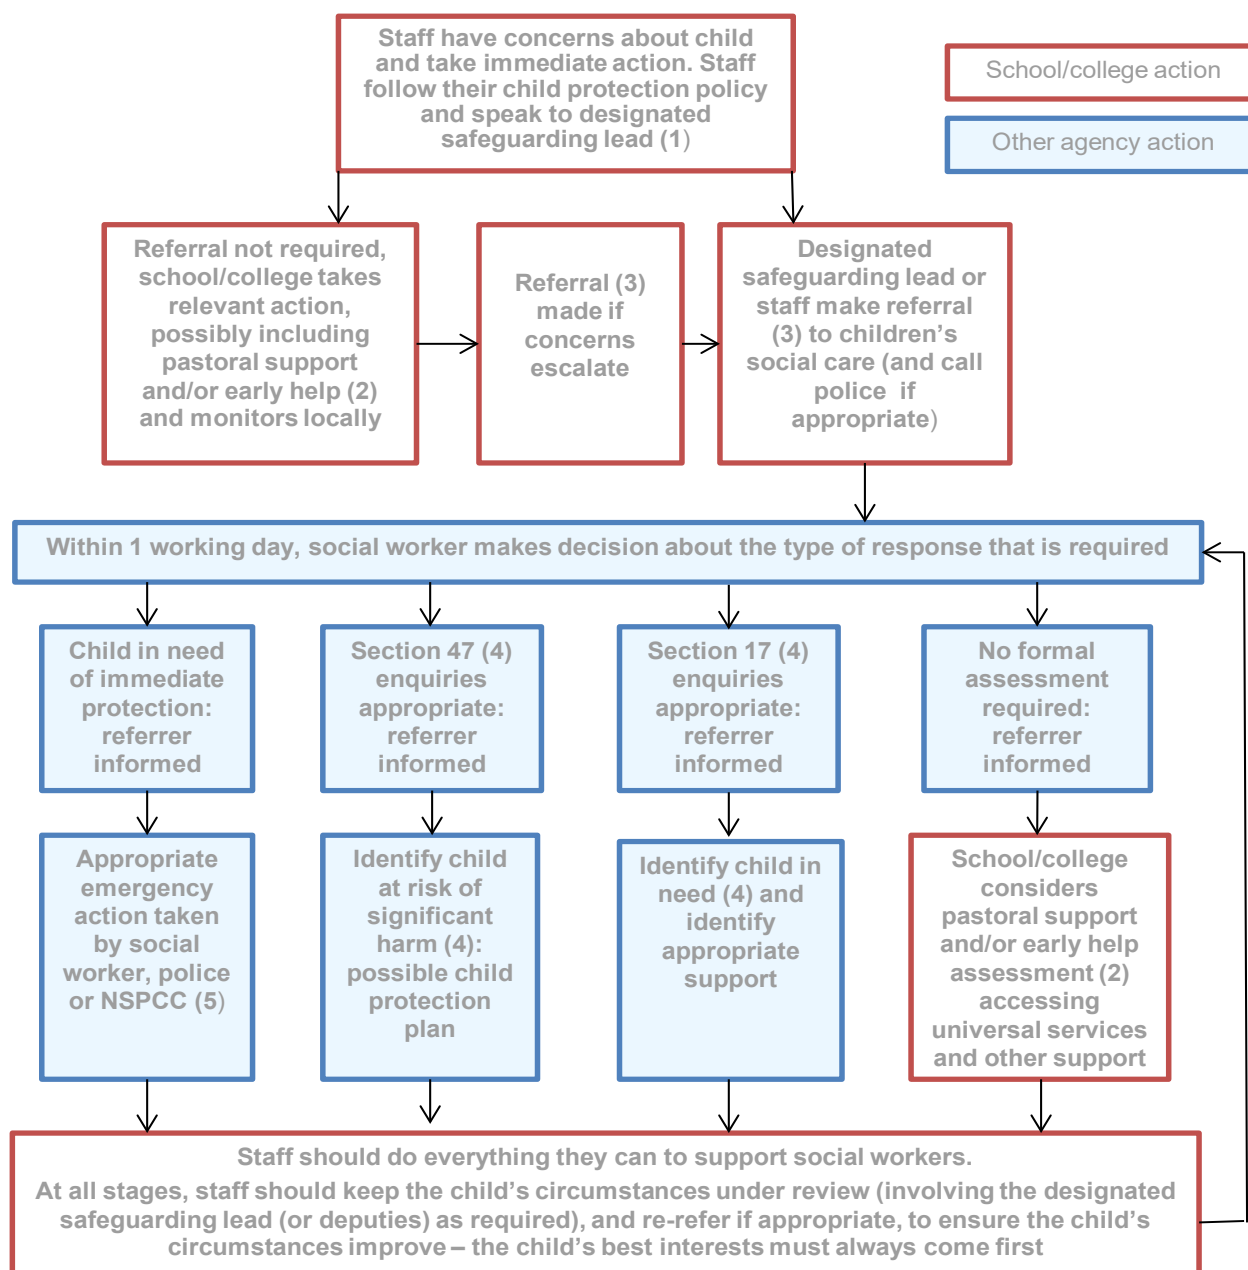 Staff have concerns about child
and take immediate action. Staff
follow their child protection policy
and speak to designated
safeguarding lead (1)
School/college action
Other agency action
Referral not required,
school/college takes
relevant action,
possibly including
pastoral support
and/or early help (2)
and monitors locally
Referral (3)
made if
concerns
escalate
Designated
safeguarding lead or
staff make referral
(3) to children’s
social care (and call
police if
appropriate)
Within 1 working day, social worker makes decision about the type of response that is required
Child in need
of immediate
protection:
referrer
informed
Section 47 (4)
enquiries
appropriate:
referrer
informed
Section 17 (4)
enquiries
appropriate:
referrer
informed
No formal
assessment
required:
referrer
informed
Appropriate
emergency
action taken
by social
worker, police
or NSPCC (5)
Identify child
at risk of
significant
harm (4):
possible child
protection
plan
Identify child in
need (4) and
identify
appropriate
support
School/college
considers
pastoral support
and/or early help
assessment (2)
accessing
universal services
and other support
Staff should do everything they can to support social workers.
At all stages, staff should keep the child’s circumstances under review (involving the designated
safeguarding lead (or deputies) as required), and re-refer if appropriate, to ensure the child’s
circumstances improve – the child’s best interests must always come first